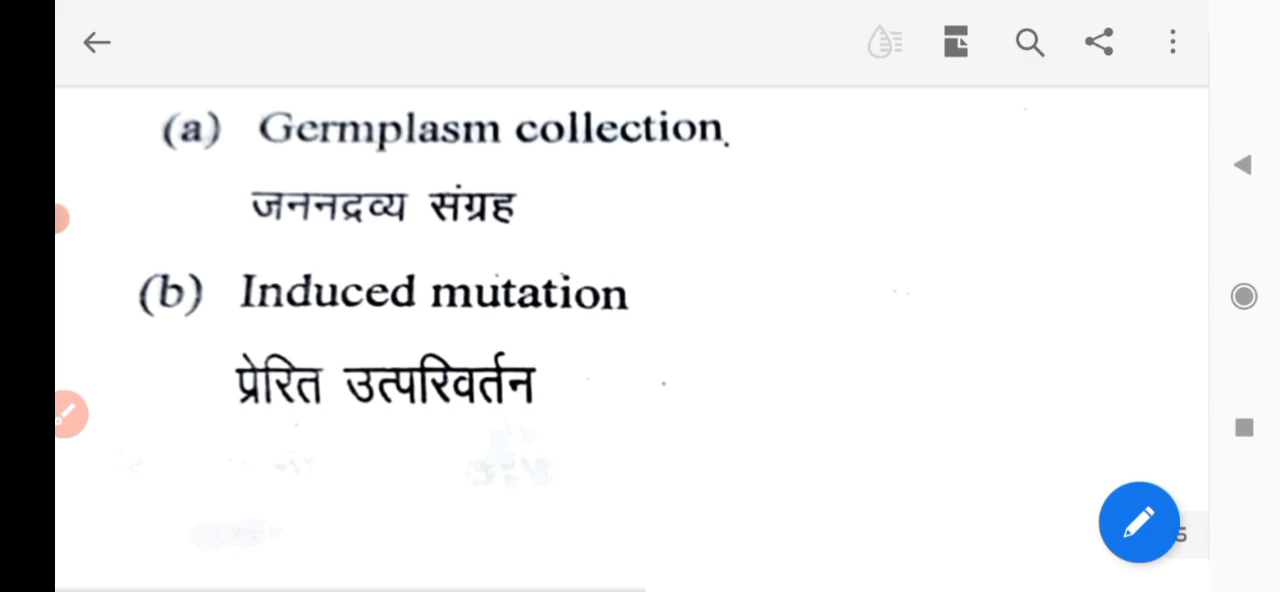 (a) Germplasm collection.
जननद्रव्य संग्रह
(b) Induced mutation
प्रेरित उत्परिवर्तन